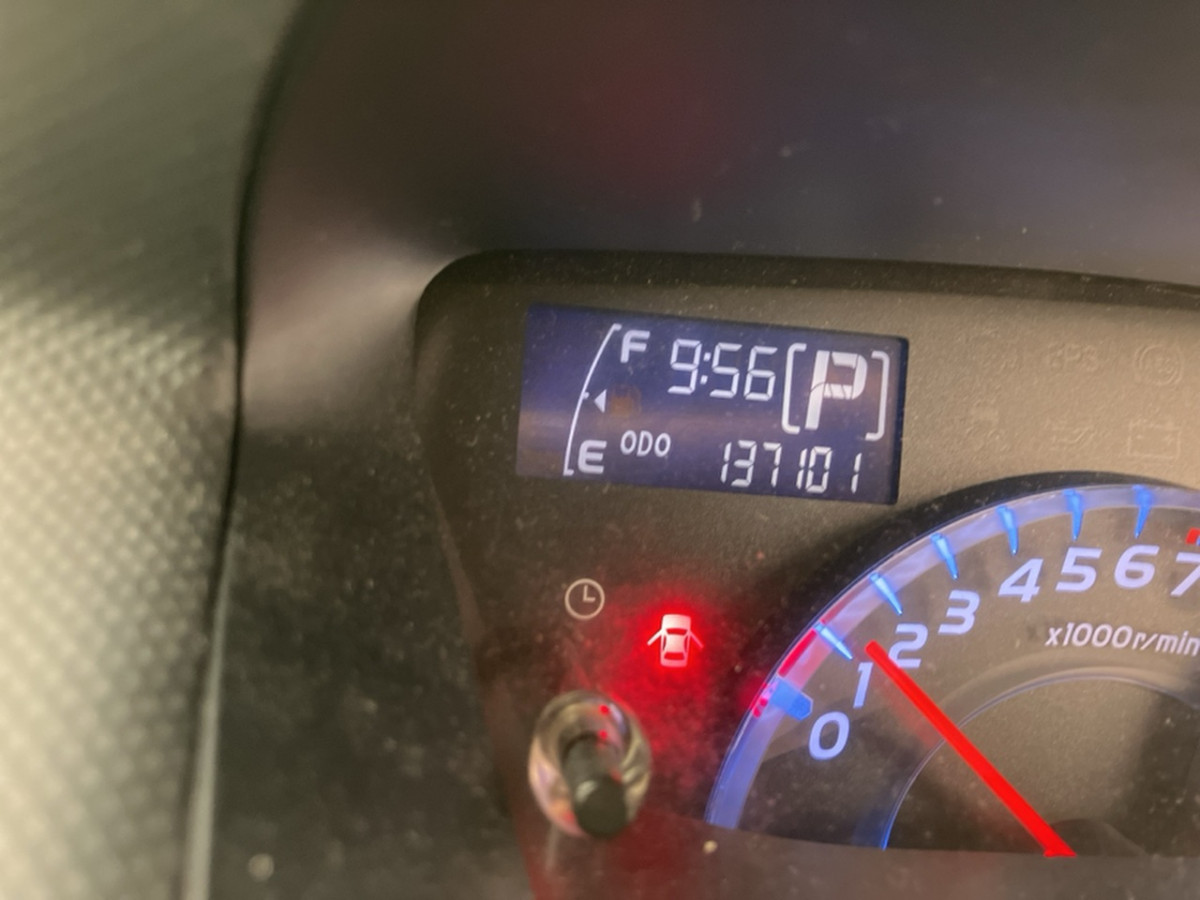 F 9:56 [P]
E ODO 137101
0 1 2 3 4 5 6 7
x1000r/min